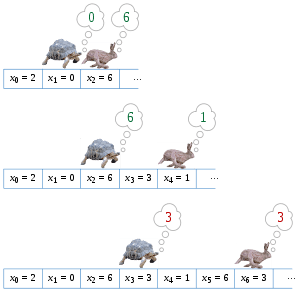 0 6
x₀ = 2 x₁ = 0 x₂ = 6 ...
6 1
x₀ = 2 x₁ = 0 x₂ = 6 x₃ = 3 x₄ = 1 ...
3 3
x₀ = 2 x₁ = 0 x₂ = 6 x₃ = 3 x₄ = 1 x₅ = 6 x₆ = 3 ...